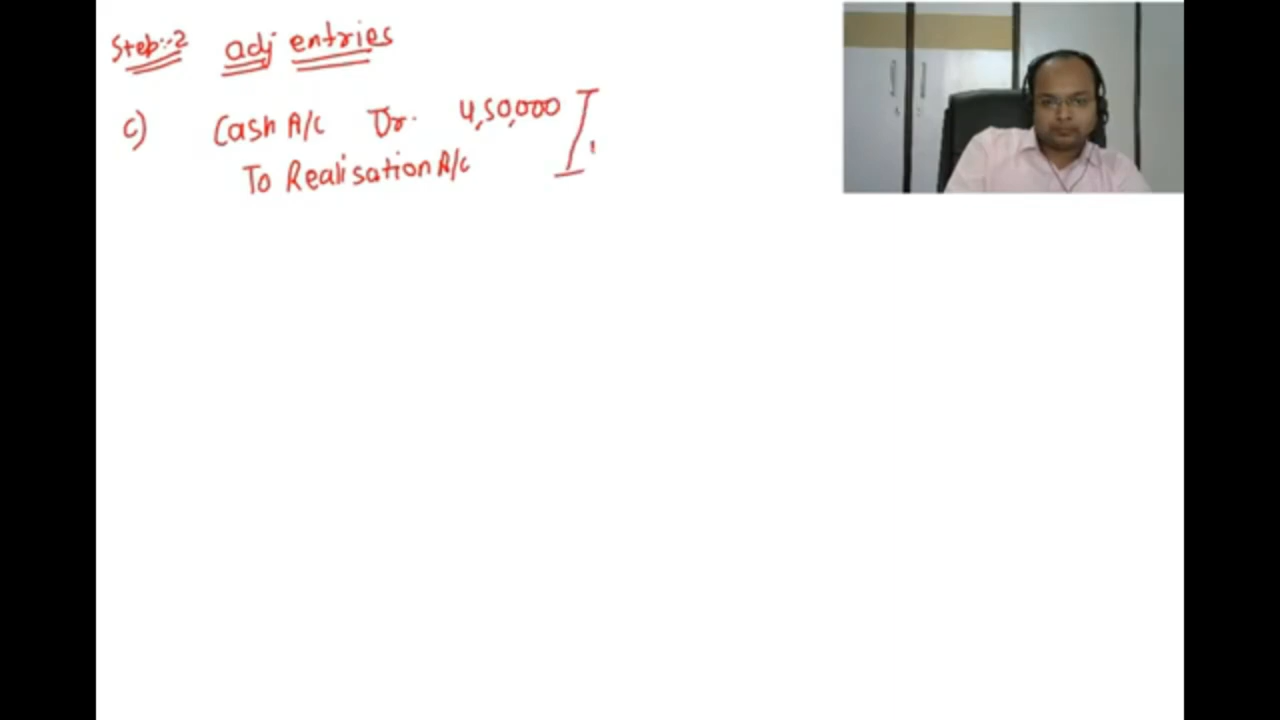 Step:-2 adj entries
c) Cash A/c Dr. 4,50,000
To Realisation A/c